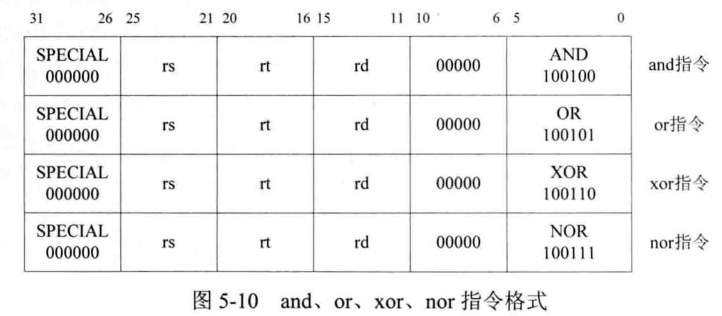 31 26 25 21 20 16 15 11 10 6 5 0
SPECIAL AND
000000 rs rt rd 00000 100100 and指令
SPECIAL OR
000000 rs rt rd 00000 100101 or指令
SPECIAL XOR
000000 rs rt rd 00000 100110 xor指令
SPECIAL NOR
000000 rs rt rd 00000 100111 nor指令
图 5-10 and、or、xor、nor 指令格式